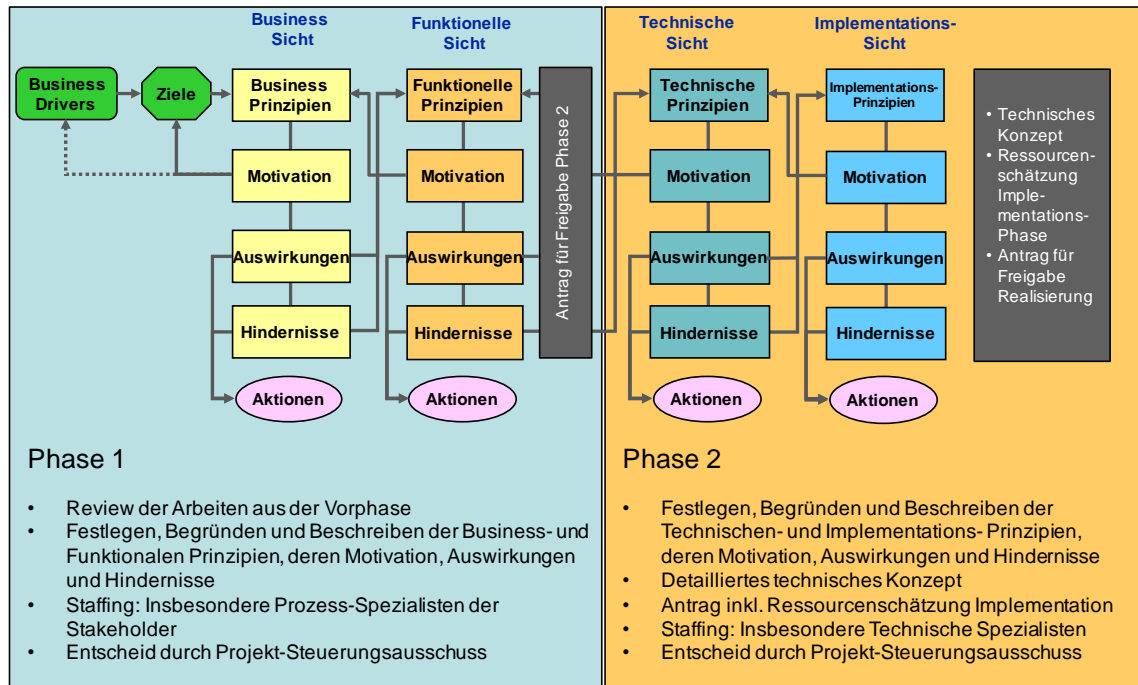 Business
Sicht
Funktionelle
Sicht
Technische
Sicht
Implementations-
Sicht
Business
Drivers
Ziele
Business
Prinzipien
Motivation
Auswirkungen
Hindernisse
Aktionen
Funktionelle
Prinzipien
Motivation
Auswirkungen
Hindernisse
Aktionen
Antrag für Freigabe Phase 2
Technische
Prinzipien
Motivation
Auswirkungen
Hindernisse
Aktionen
Implementations-
Prinzipien
Motivation
Auswirkungen
Hindernisse
Aktionen
• Technisches
Konzept
• Ressourcen-
schätzung
Imple-
mentations-
Phase
• Antrag für
Freigabe
Realisierung
Phase 1
• Review der Arbeiten aus der Vorphase
• Festlegen, Begründen und Beschreiben der Business- und
Funktionalen Prinzipien, deren Motivation, Auswirkungen
und Hindernisse
• Staffing: Insbesondere Prozess-Spezialisten der
Stakeholder
• Entscheid durch Projekt-Steuerungsausschuss
Phase 2
• Festlegen, Begründen und Beschreiben der
Technischen- und Implementations- Prinzipien,
deren Motivation, Auswirkungen und Hindernisse
• Detailliertes technisches Konzept
• Antrag inkl. Ressourcenschätzung Implementation
• Staffing: Insbesondere Technische Spezialisten
• Entscheid durch Projekt-Steuerungsausschuss